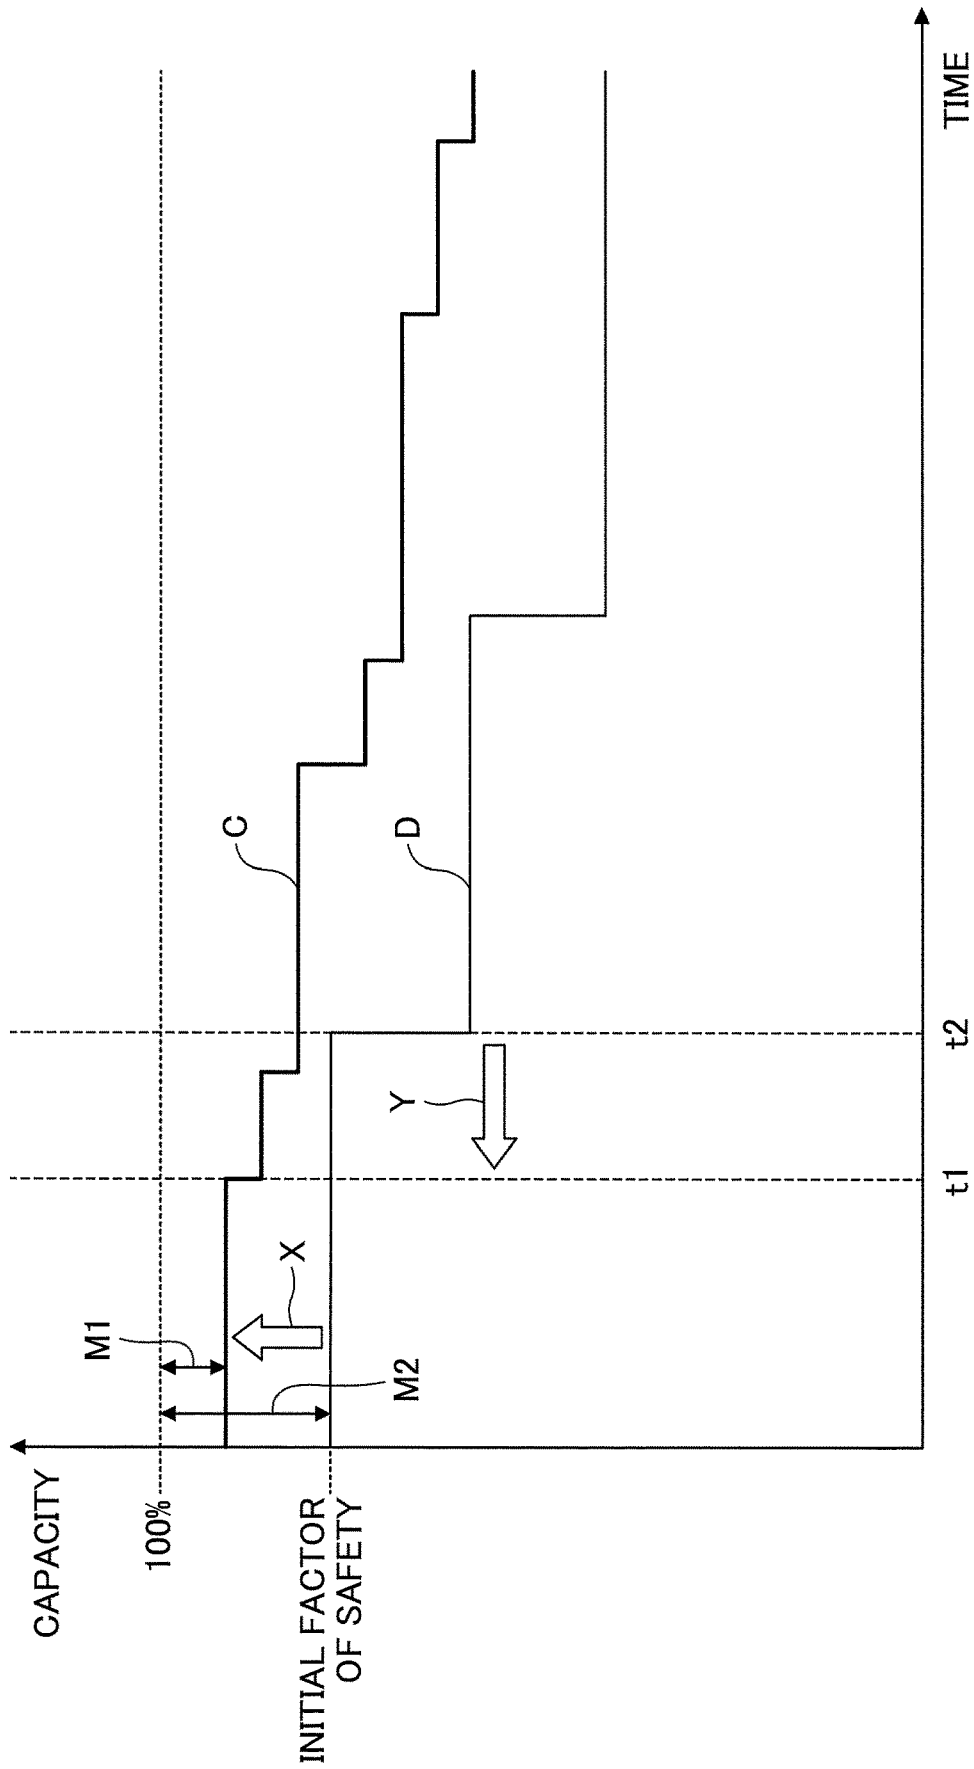 CAPACITY
100%
INITIAL FACTOR
OF SAFETY
M1
M2
X
Y
C
D
t1
t2
TIME